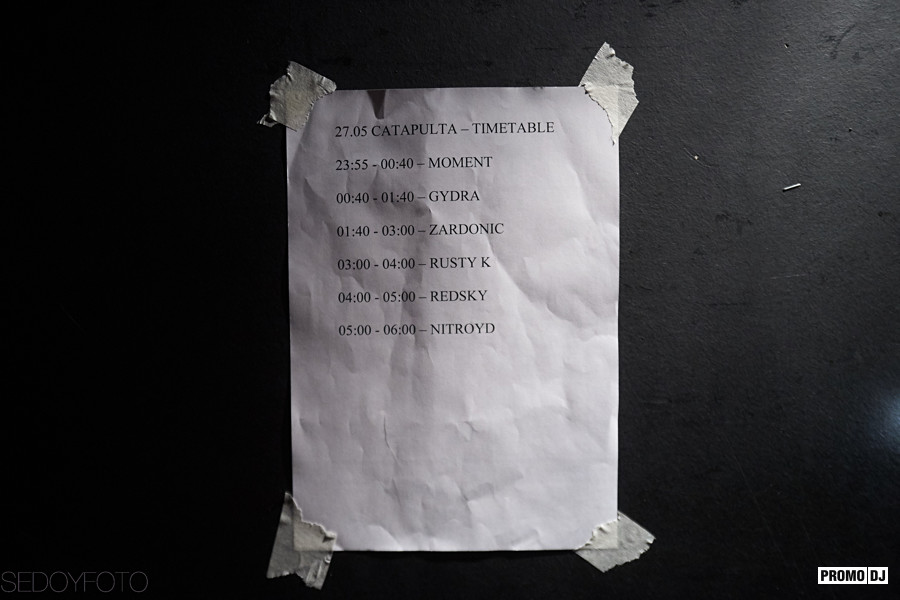 27.05 CATAPULTA – TIMETABLE
23:55 - 00:40 – MOMENT
00:40 - 01:40 – GYDRA
01:40 - 03:00 – ZARDONIC
03:00 - 04:00 – RUSTY K
04:00 - 05:00 – REDSKY
05:00 - 06:00 – NITROYD
SEDOYFOTO
PROMO DJ